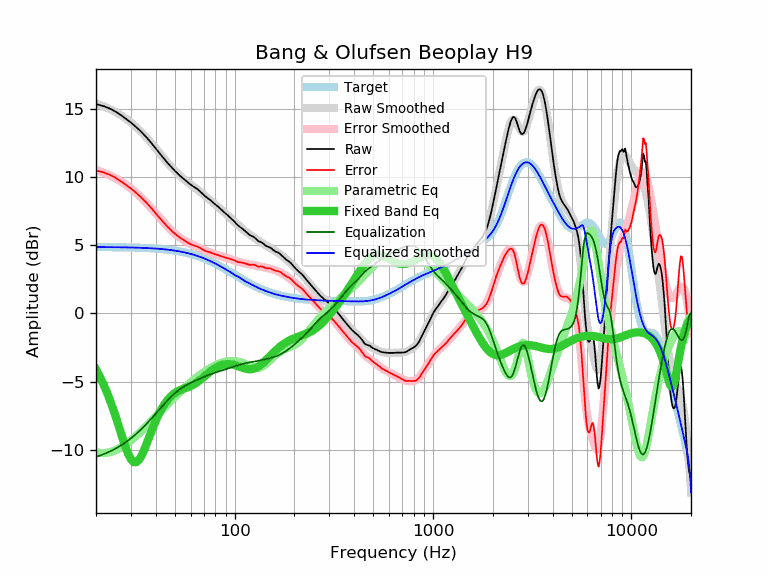 Bang & Olufsen Beoplay H9
Target
Raw Smoothed
Error Smoothed
Raw
Error
Parametric Eq
Fixed Band Eq
Equalization
Equalized smoothed
Amplitude (dBr)
15
10
5
0
−5
−10
100
1000
10000
Frequency (Hz)